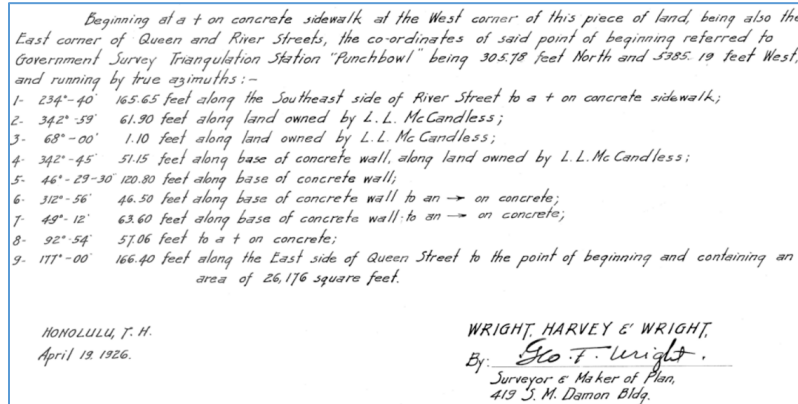 Beginning at a + on concrete sidewalk at the West corner of this piece of land, being also the
East corner of Queen and River Streets, the co-ordinates of said point of beginning referred to
Government Survey Triangulation Station "Punchbowl" being 305.78 feet North and 5385.19 feet West,
and running by true azimuths:-
1- 234°-40' 165.65 feet along the Southeast side of River Street to a + on concrete sidewalk;
2- 342°-59' 61.90 feet along land owned by L.L. McCandless;
3- 68°-00' 1.10 feet along land owned by L.L. McCandless;
4- 342°-45' 51.15 feet along base of concrete wall, along land owned by L.L. McCandless;
5- 46°-29-30" 120.80 feet along base of concrete wall;
6- 312°-56' 46.50 feet along base of concrete wall to an → on concrete;
7- 49°-12' 63.60 feet along base of concrete wall to an → on concrete;
8- 92°-54' 57.06 feet to a + on concrete;
9- 177°-00' 166.40 feet along the East side of Queen Street to the point of beginning and containing an
area of 26,176 square feet.
HONOLULU, T. H.
April 19 1926.
WRIGHT, HARVEY & WRIGHT,
By: Geo. F. Wright.
Surveyor & Maker of Plan,
419 S. M. Damon Bldg.